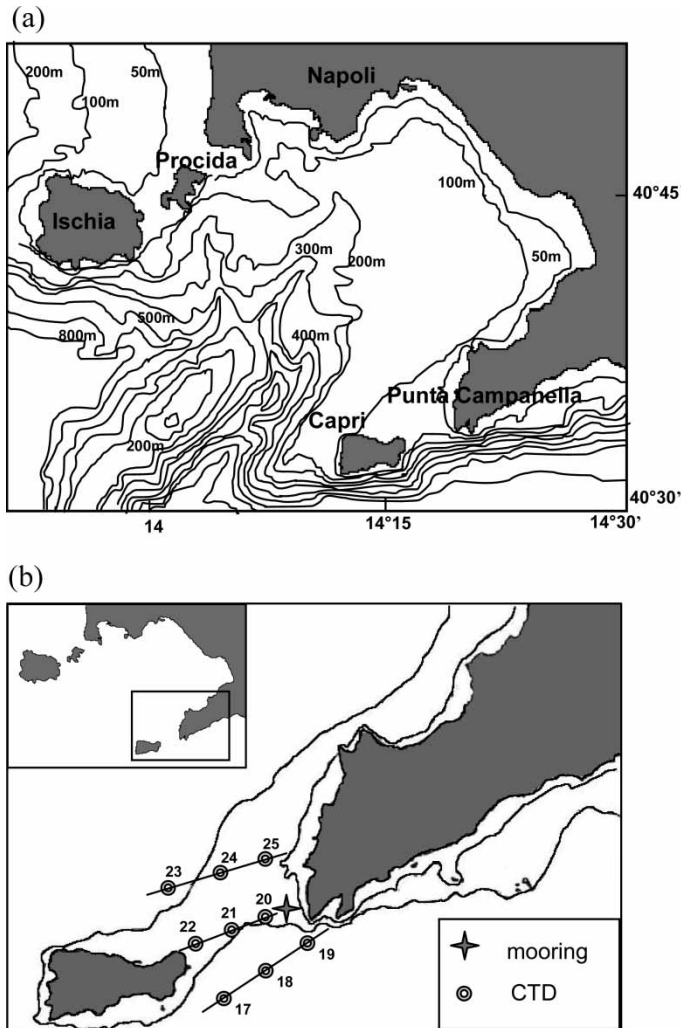 (a)
Napoli
200m
50m
100m
Procida
100m
40°45'
Ischia
300m
200m
50m
500m
800m
400m
Punta Campanella
Capri
200m
40°30'
14
14°15'
14°30'
(b)
25
24
23
20
21
22
19
18
17
mooring
CTD